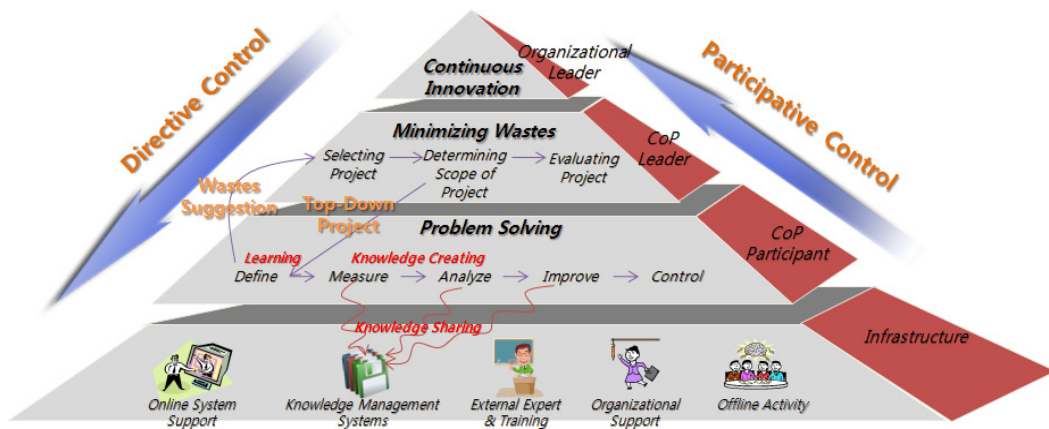 Directive Control
Participative Control
Continuous
Innovation
Organizational
Leader
Minimizing Wastes
Selecting
Project
Determining
Scope of
Project
Evaluating
Project
CoP
Leader
Wastes
Suggestion
Top-Down
Project
Problem Solving
Learning
Knowledge Creating
Define
Measure
Analyze
Improve
Control
CoP
Participant
Knowledge Sharing
Infrastructure
Online System
Support
Knowledge Management
Systems
External Expert
& Training
Organizational
Support
Offline Activity